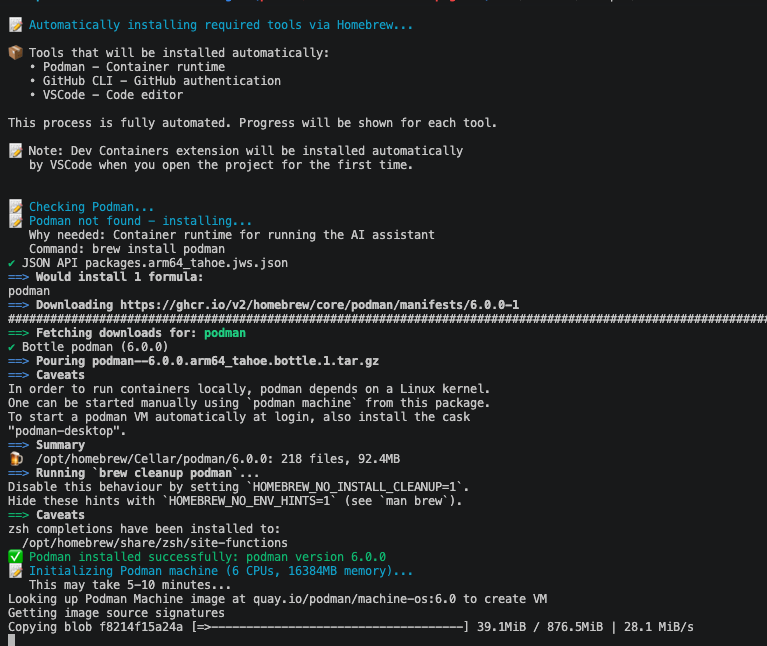 📝 Automatically installing required tools via Homebrew...
📦 Tools that will be installed automatically:
• Podman - Container runtime
• GitHub CLI - GitHub authentication
• VSCode - Code editor
This process is fully automated. Progress will be shown for each tool.
📝 Note: Dev Containers extension will be installed automatically
by VSCode when you open the project for the first time.
📝 Checking Podman...
📝 Podman not found - installing...
Why needed: Container runtime for running the AI assistant
Command: brew install podman
✔ JSON API packages.arm64_tahoe.jws.json
==> Would install 1 formula:
podman
==> Downloading https://ghcr.io/v2/homebrew/core/podman/manifests/6.0.0-1
##############################################################################################################
==> Fetching downloads for: podman
✔ Bottle podman (6.0.0)
==> Pouring podman--6.0.0.arm64_tahoe.bottle.1.tar.gz
==> Caveats
In order to run containers locally, podman depends on a Linux kernel.
One can be started manually using `podman machine` from this package.
To start a podman VM automatically at login, also install the cask
"podman-desktop".
==> Summary
🍺 /opt/homebrew/Cellar/podman/6.0.0: 218 files, 92.4MB
==> Running `brew cleanup podman`...
Disable this behaviour by setting `HOMEBREW_NO_INSTALL_CLEANUP=1`.
Hide these hints with `HOMEBREW_NO_ENV_HINTS=1` (see `man brew`).
==> Caveats
zsh completions have been installed to:
/opt/homebrew/share/zsh/site-functions
✅ Podman installed successfully: podman version 6.0.0
📝 Initializing Podman machine (6 CPUs, 16384MB memory)...
This may take 5-10 minutes...
Looking up Podman Machine image at quay.io/podman/machine-os:6.0 to create VM
Getting image source signatures
Copying blob f8214f15a24a [=>------------------------------------] 39.1MiB / 876.5MiB | 28.1 MiB/s